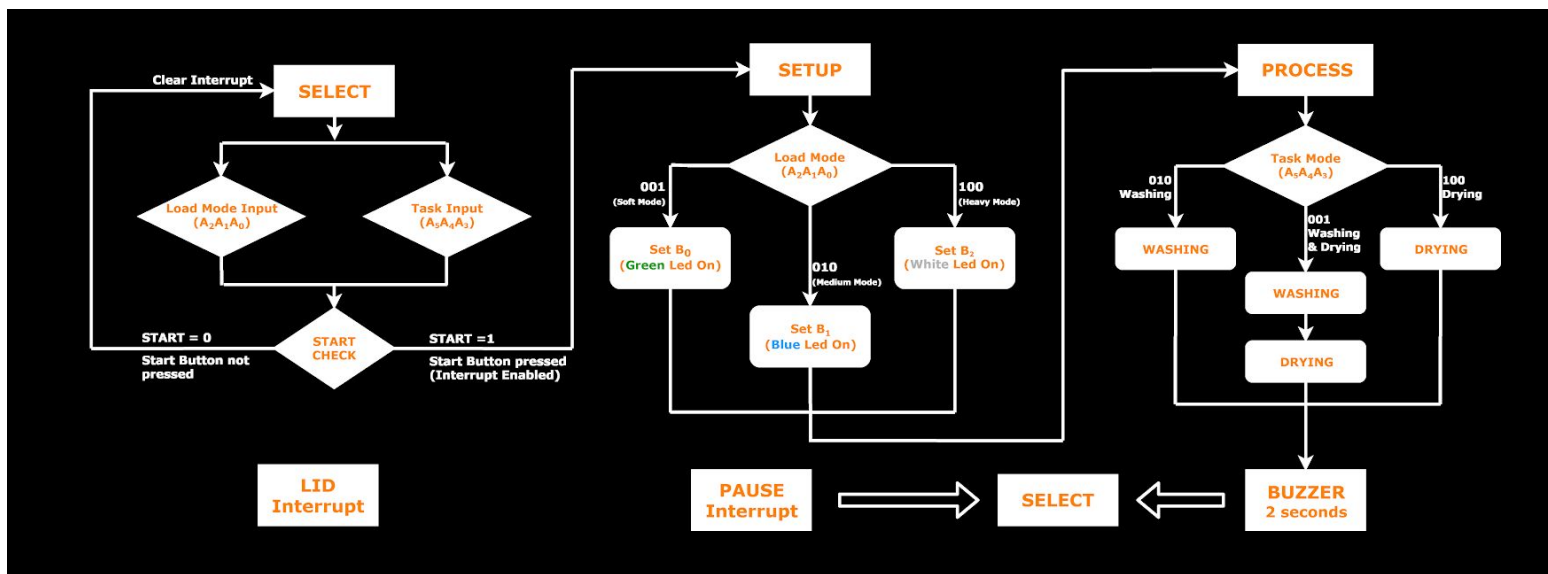 Clear Interrupt
SELECT
Load Mode Input
(A₂A₁A₀)
Task Input
(A₅A₄A₃)
START = 0
Start Button not
pressed
START
CHECK
START =1
Start Button pressed
(Interrupt Enabled)
LID
Interrupt
SETUP
Load Mode
(A₂A₁A₀)
001
(Soft Mode)
100
(Heavy Mode)
Set B₀
(Green Led On)
010
(Medium Mode)
Set B₂
(White Led On)
Set B₁
(Blue Led On)
PAUSE
Interrupt
SELECT
PROCESS
Task Mode
(A₅A₄A₃)
010
Washing
100
Drying
001
Washing
& Drying
WASHING
DRYING
WASHING
DRYING
BUZZER
2 seconds